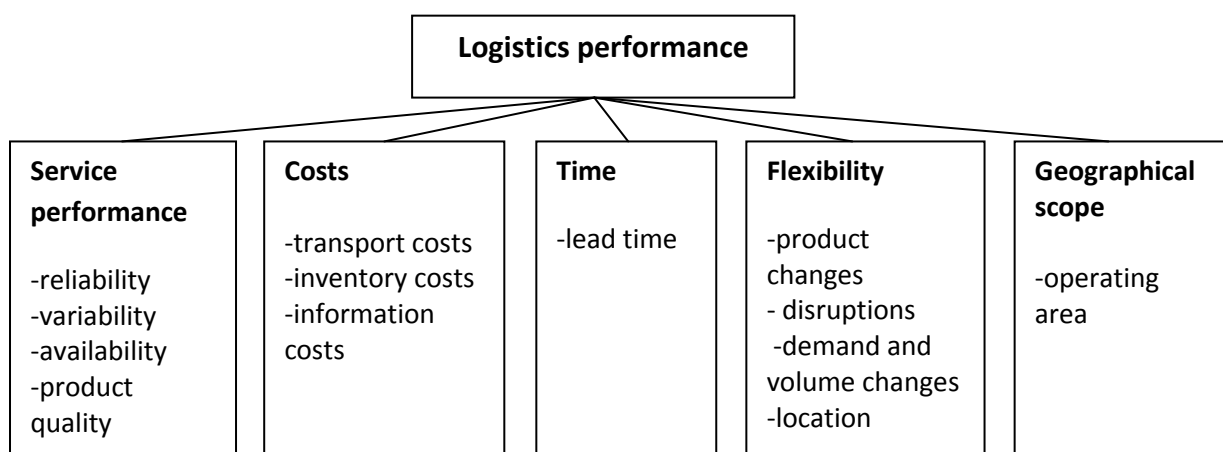 Logistics performance
Service
performance
-reliability
-variability
-availability
-product
quality
Costs
-transport costs
-inventory costs
-information
costs
Time
-lead time
Flexibility
-product
changes
- disruptions
-demand and
volume changes
-location
Geographical
scope
-operating
area